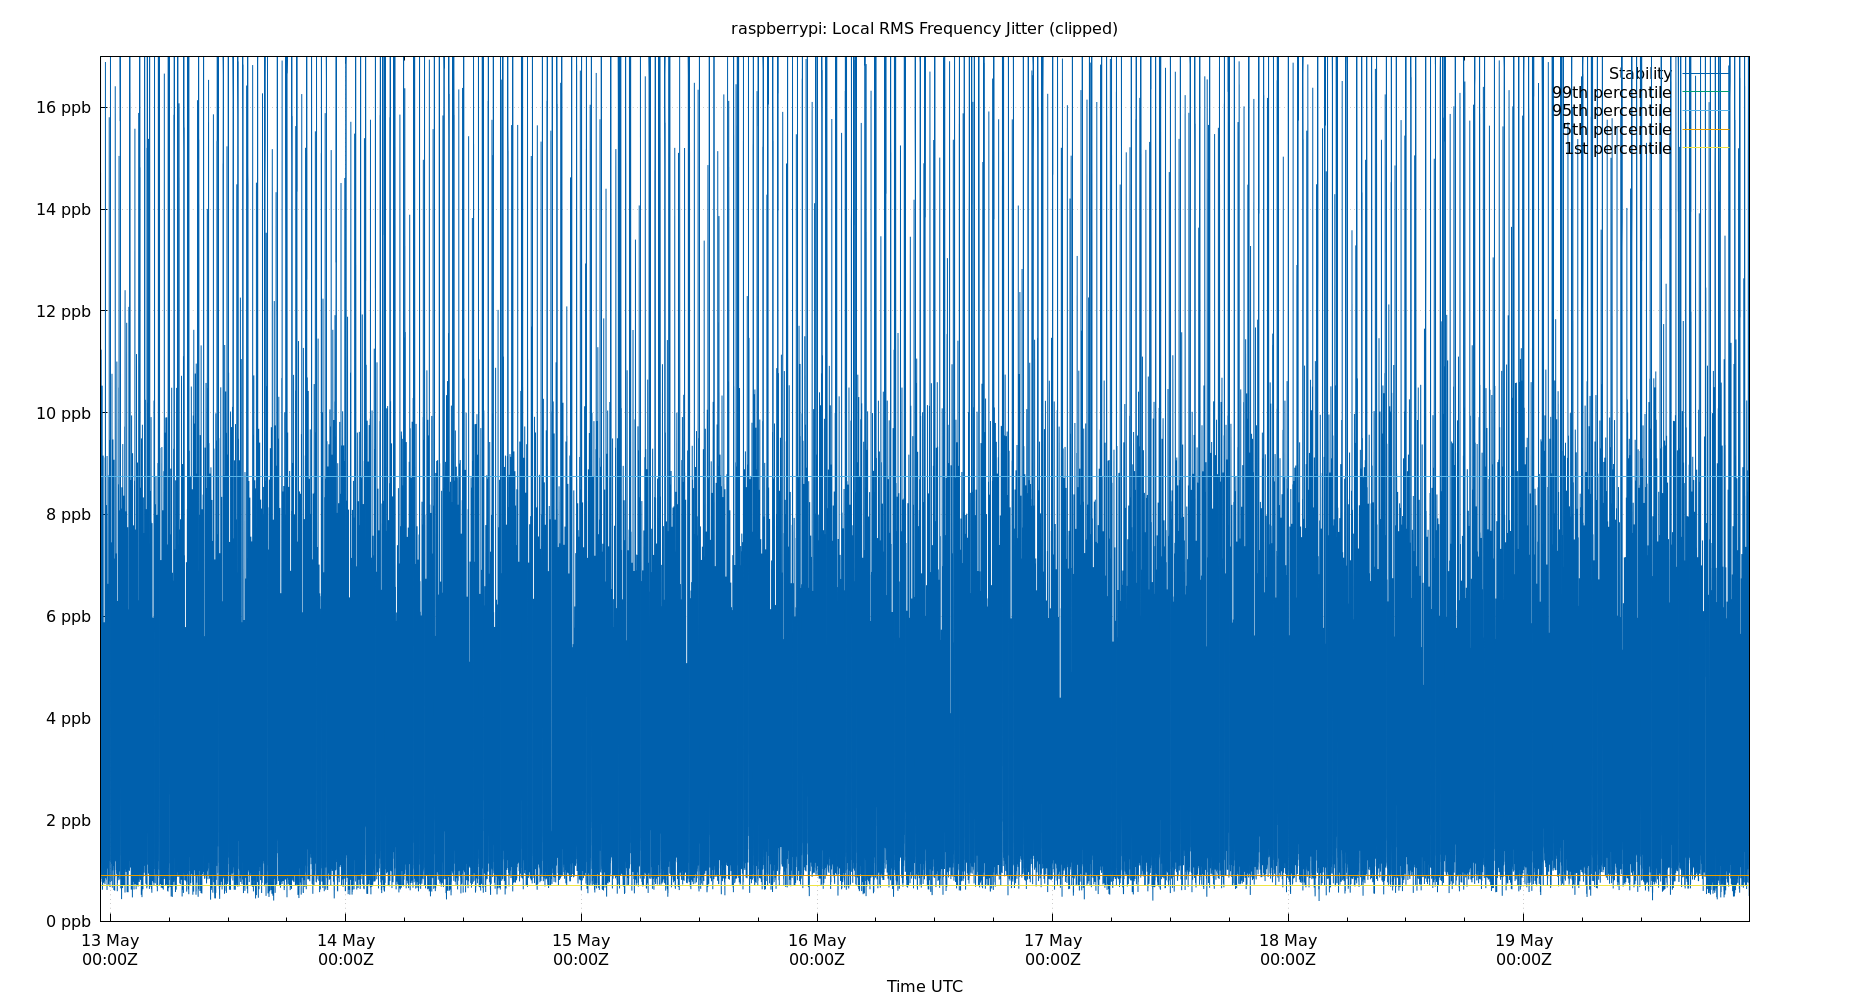 raspberrypi: Local RMS Frequency Jitter (clipped)
Stability
99th percentile
95th percentile
5th percentile
1st percentile
16 ppb
14 ppb
12 ppb
10 ppb
8 ppb
6 ppb
4 ppb
2 ppb
0 ppb
13 May 14 May 15 May 16 May 17 May 18 May 19 May
00:00Z 00:00Z 00:00Z 00:00Z 00:00Z 00:00Z 00:00Z
Time UTC